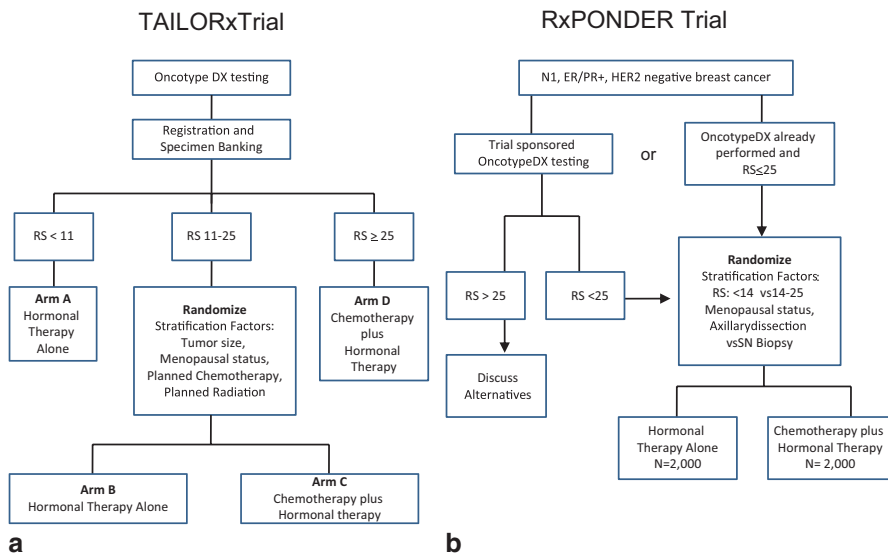 TAILORxTrial
Oncotype DX testing
Registration and
Specimen Banking
RS < 11
RS 11-25
RS ≥ 25
Arm A
Hormonal
Therapy
Alone
Randomize
Stratification Factors:
Tumor size,
Menopausal status,
Planned Chemotherapy,
Planned Radiation
Arm D
Chemotherapy
plus
Hormonal
Therapy
Arm B
Hormonal Therapy Alone
Arm C
Chemotherapy plus
Hormonal therapy
a
RxPONDER Trial
N1, ER/PR+, HER2 negative breast cancer
Trial sponsored
OncotypeDX testing
or
OncotypeDX already
performed and
RS≤25
RS > 25
RS <25
Discuss
Alternatives
Randomize
Stratification Factors:
RS: <14 vs14-25
Menopausal status,
Axillarydissection
vsSN Biopsy
Hormonal
Therapy Alone
N=2,000
Chemotherapy plus
Hormonal Therapy
N= 2,000
b